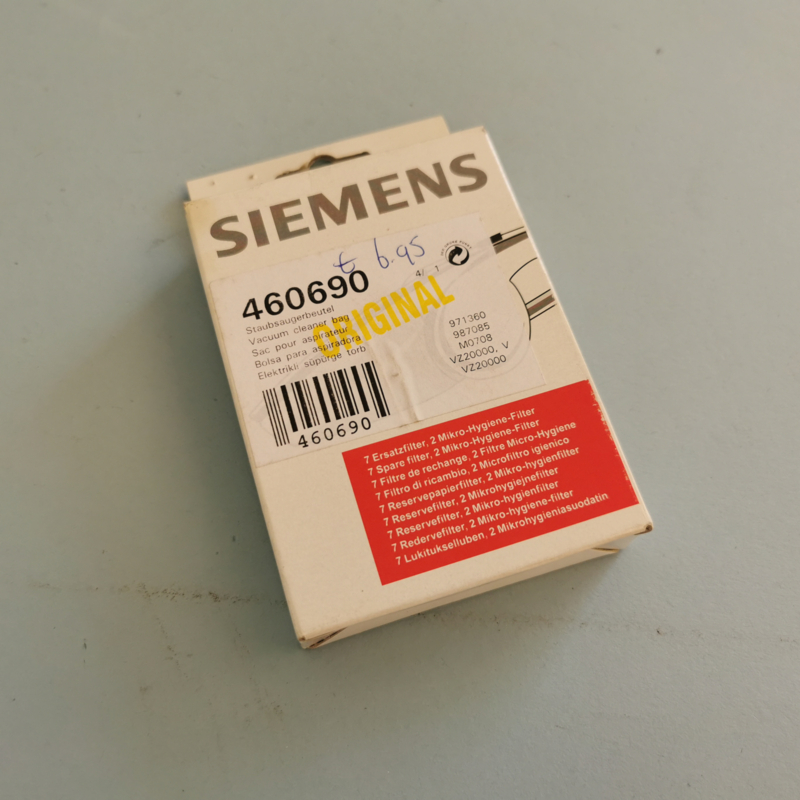 SIEMENS
€ 6.95
460690
4/ 1
ORIGINAL
Staubsaugerbeutel
Vacuum cleaner bag
Sac pour aspirateur
Bolsa para aspiradora
Elektrikli süpürge torb
971360
987085
M0708
VZ20000, V
VZ20000
460690
7 Ersatzfilter, 2 Mikro-Hygiene-Filter
7 Spare filter, 2 Mikro-Hygiene-Filter
7 Filtre de rechange, 2 Filtre Micro-Hygiene
7 Filtro di ricambio, 2 Microfiltro igienico
7 Reservepapierfilter, 2 Mikro-hygienfilter
7 Reservefilter, 2 Mikrohygiejnefilter
7 Reservefilter, 2 Mikro-hygienfilter
7 Redervefilter, 2 Mikro-hygiene-filter
7 Lukitukselluben, 2 Mikrohygieniasuodatin